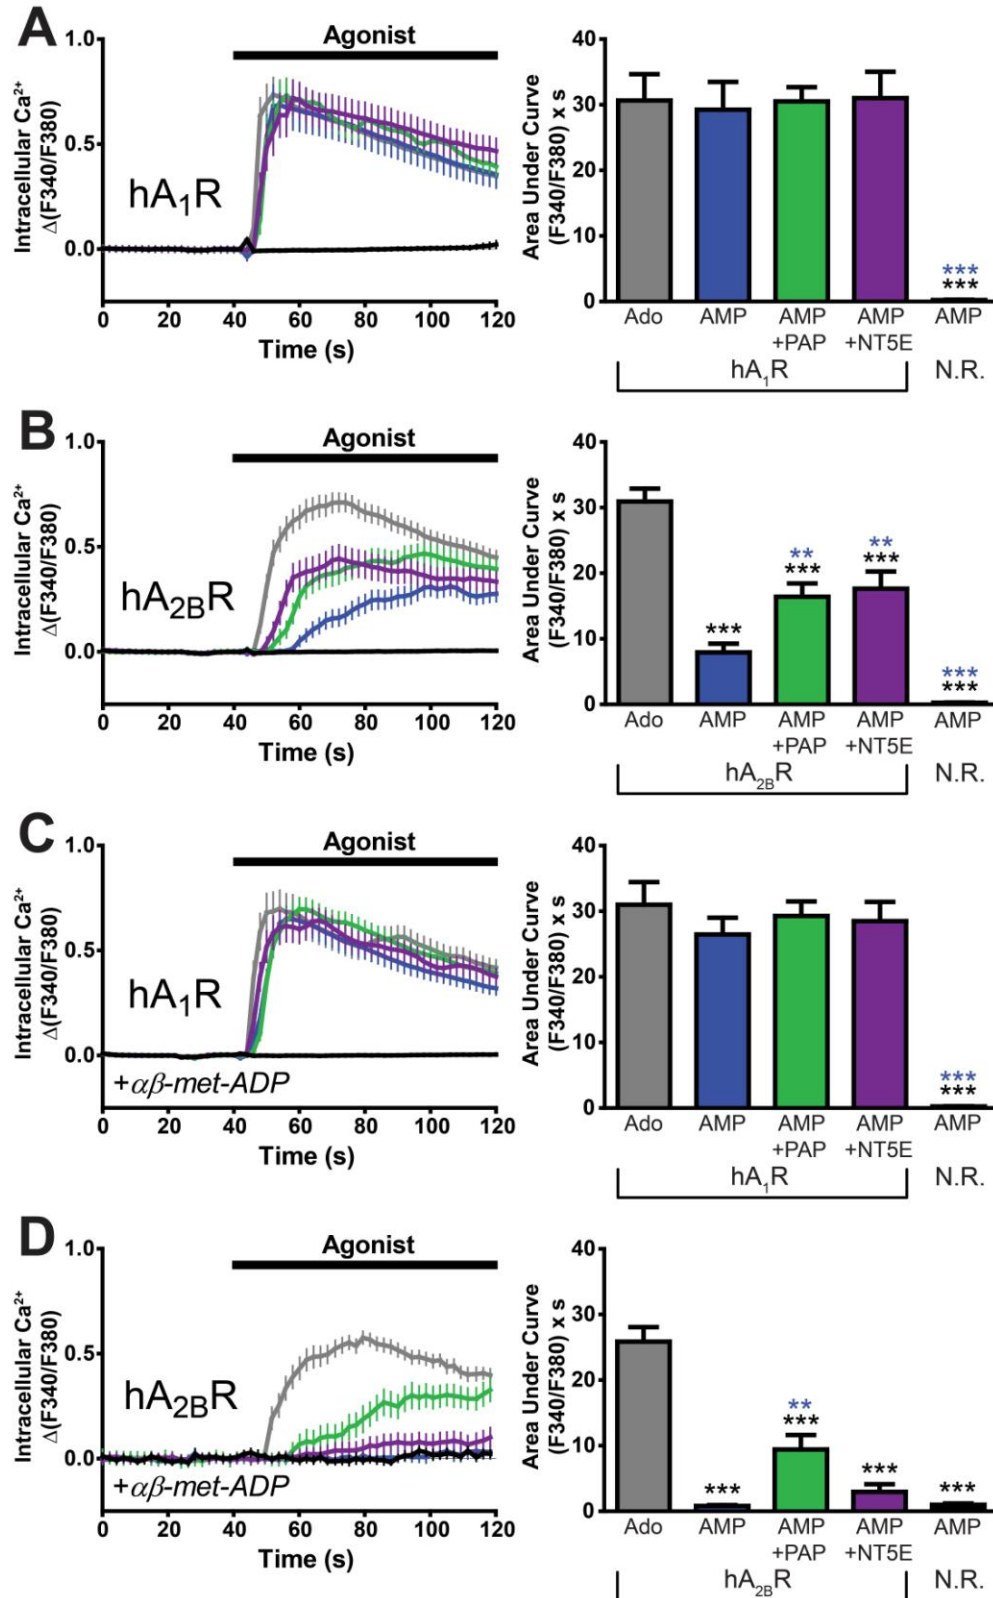 A
Agonist
Intracellular Ca²⁺
Δ(F340/F380)
1.0
0.5
0.0
hA₁R
0 20 40 60 80 100 120
Time (s)
Area Under Curve
(F340/F380) x s
40
30
20
10
0
***
***
Ado AMP AMP AMP AMP
+PAP +NT5E
hA₁R N.R.
B
Agonist
Intracellular Ca²⁺
Δ(F340/F380)
1.0
0.5
0.0
hA₂BR
0 20 40 60 80 100 120
Time (s)
Area Under Curve
(F340/F380) x s
40
30
20
10
0
** ** ***
*** *** *** ***
Ado AMP AMP AMP AMP
+PAP +NT5E
hA₂BR N.R.
C
Agonist
Intracellular Ca²⁺
Δ(F340/F380)
1.0
0.5
0.0
hA₁R
+αβ-met-ADP
0 20 40 60 80 100 120
Time (s)
Area Under Curve
(F340/F380) x s
40
30
20
10
0
***
***
Ado AMP AMP AMP AMP
+PAP +NT5E
hA₁R N.R.
D
Agonist
Intracellular Ca²⁺
Δ(F340/F380)
1.0
0.5
0.0
hA₂BR
+αβ-met-ADP
0 20 40 60 80 100 120
Time (s)
Area Under Curve
(F340/F380) x s
40
30
20
10
0
**
*** *** *** ***
Ado AMP AMP AMP AMP
+PAP +NT5E
hA₂BR N.R.